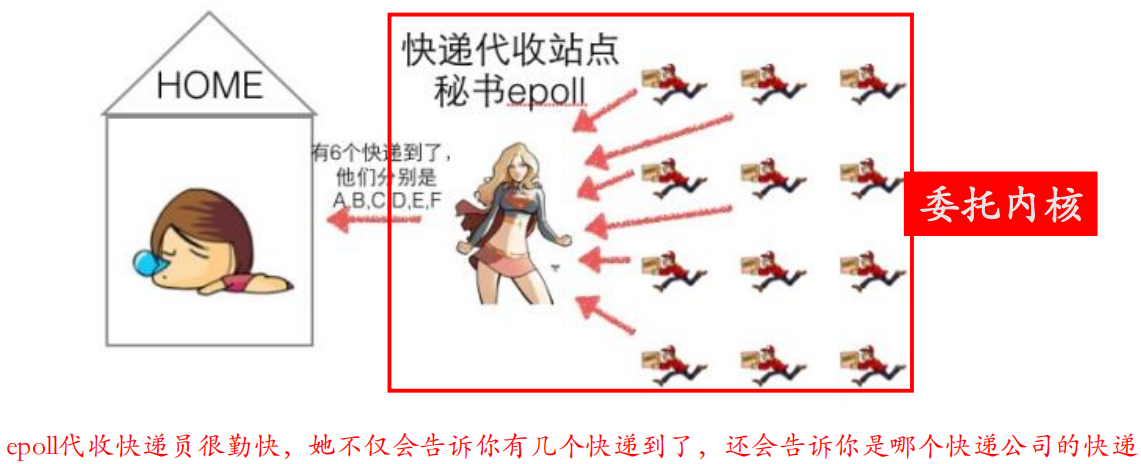 HOME
快递代收站点
秘书epoll
有6个快递到了，
他们分别是
A,B,C,D,E,F
委托内核
epoll代收快递员很勤快，她不仅会告诉你有几个快递到了，还会告诉你是哪个快递公司的快递